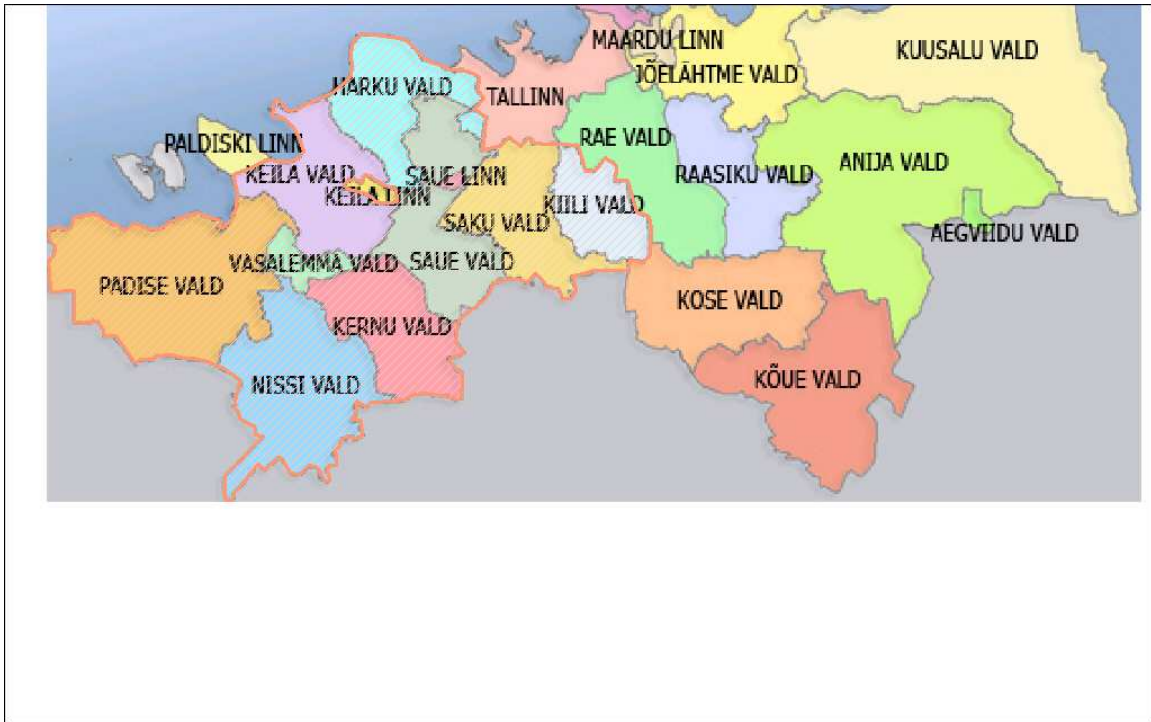 MAARDU LINN
KUUSALU VALD
JÕELÄHTME VALD
HARKU VALD
TALLINN
PALDISKI LINN
RAE VALD
ANIJA VALD
KEILA VALD
SAUE LINN
RAASIKU VALD
KEILA LINN
KIILI VALD
SAKU VALD
AEGVIIDU VALD
VASALEMMA VALD
SAUE VALD
PADISE VALD
KOSE VALD
KERNU VALD
KÕUE VALD
NISSI VALD